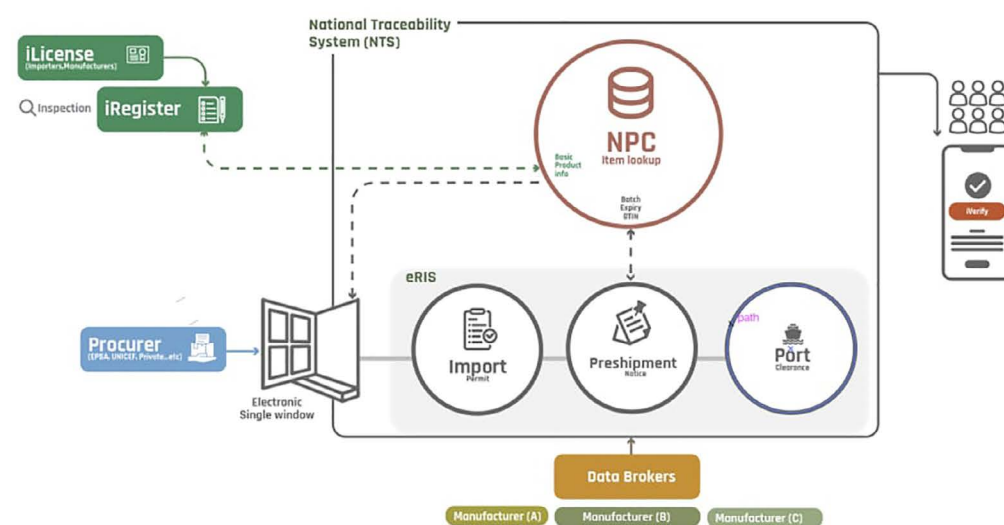 National Traceability
System (NTS)
iLicense
(Importers,Manufacturers)
Inspection
iRegister
NPC
Item lookup
Basic
Product
info
Batch
Expiry
GTIN
iVerify
eRIS
Procurer
(EPSA, UNICEF, Private...etc)
Electronic
Single window
Import
Permit
Preshipment
Notice
path
Port
Clearance
Data Brokers
Manufacturer (A)
Manufacturer (B)
Manufacturer (C)